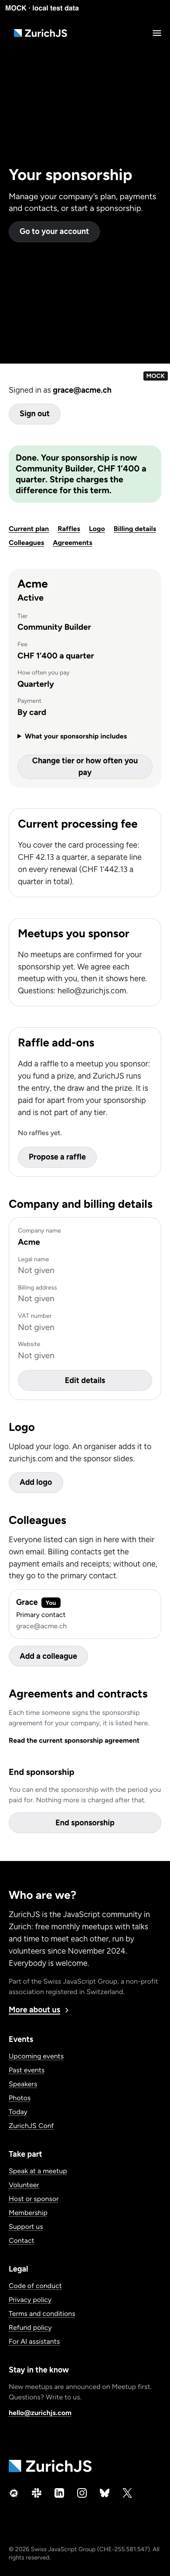 MOCK · local test data
ZurichJS
Your sponsorship
Manage your company's plan, payments
and contacts, or start a sponsorship.
Go to your account
MOCK
Signed in as grace@acme.ch
Sign out
Done. Your sponsorship is now
Community Builder, CHF 1'400 a
quarter. Stripe charges the
difference for this term.
Current plan Raffles Logo Billing details
Colleagues Agreements
Acme
Active
Tier
Community Builder
Fee
CHF 1'400 a quarter
How often you pay
Quarterly
Payment
By card
What your sponsorship includes
Change tier or how often you
pay
Current processing fee
You cover the card processing fee:
CHF 42.13 a quarter, a separate line
on every renewal (CHF 1'442.13 a
quarter in total).
Meetups you sponsor
No meetups are confirmed for your
sponsorship yet. We agree each
meetup with you, then it shows here.
Questions: hello@zurichjs.com.
Raffle add-ons
Add a raffle to a meetup you sponsor:
you fund a prize, and ZurichJS runs
the entry, the draw and the prize. It is
paid for apart from your sponsorship
and is not part of any tier.
No raffles yet.
Propose a raffle
Company and billing details
Company name
Acme
Legal name
Not given
Billing address
Not given
VAT number
Not given
Website
Not given
Edit details
Logo
Upload your logo. An organiser adds it to
zurichjs.com and the sponsor slides.
Add logo
Colleagues
Everyone listed can sign in here with their
own email. Billing contacts get the
payment emails and receipts; without one,
they go to the primary contact.
Grace You
Primary contact
grace@acme.ch
Add a colleague
Agreements and contracts
Each time someone signs the sponsorship
agreement for your company, it is listed here.
Read the current sponsorship agreement
End sponsorship
You can end the sponsorship with the period you
paid for. Nothing more is charged after that.
End sponsorship
Who are we?
ZurichJS is the JavaScript community in
Zurich: free monthly meetups with talks
and time to meet each other, run by
volunteers since November 2024.
Everybody is welcome.
Part of the Swiss JavaScript Group, a non-profit
association registered in Switzerland.
More about us
Events
Upcoming events
Past events
Speakers
Photos
Today
ZurichJS Conf
Take part
Speak at a meetup
Volunteer
Host or sponsor
Membership
Support us
Contact
Legal
Code of conduct
Privacy policy
Terms and conditions
Refund policy
For AI assistants
Stay in the know
New meetups are announced on Meetup first.
Questions? Write to us.
hello@zurichjs.com
ZurichJS
© 2026 Swiss JavaScript Group (CHE-255.581.547). All
rights reserved.